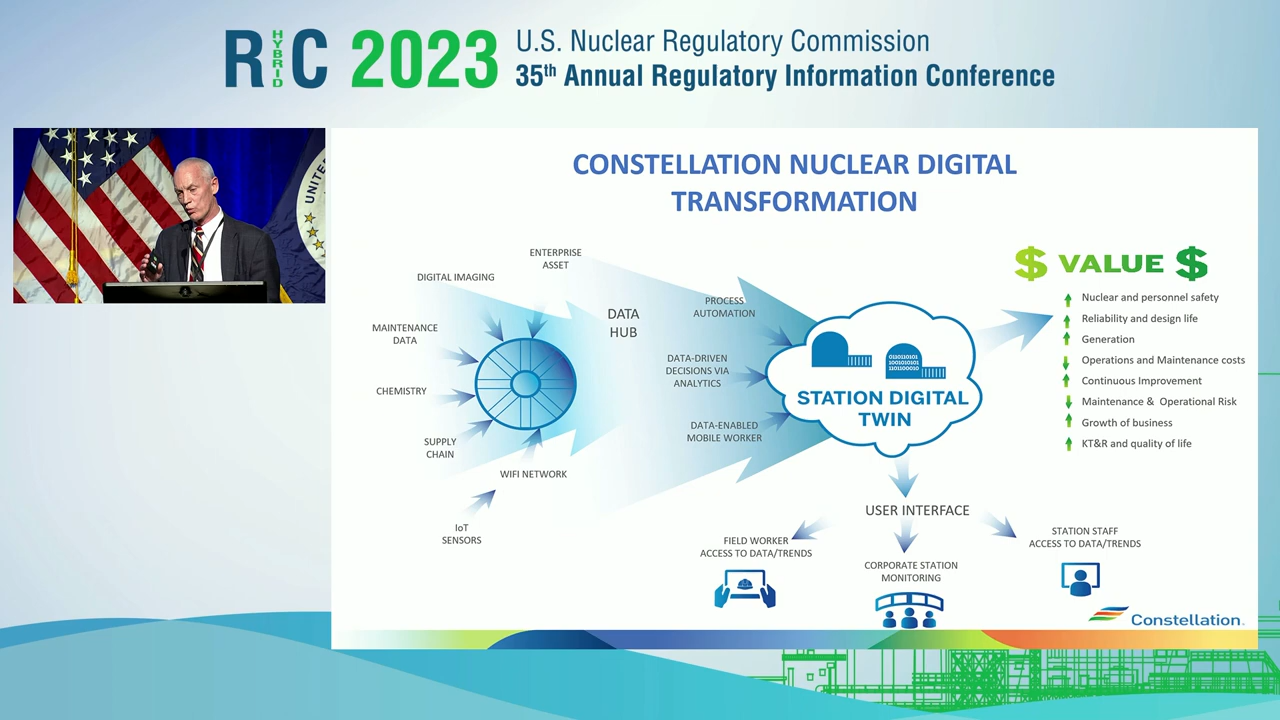 RIC 2023
HYBRID
U.S. Nuclear Regulatory Commission
35th Annual Regulatory Information Conference
UNITE
CONSTELLATION NUCLEAR DIGITAL
TRANSFORMATION
ENTERPRISE
ASSET
DIGITAL IMAGING
MAINTENANCE
DATA
CHEMISTRY
SUPPLY
CHAIN
WIFI NETWORK
IoT
SENSORS
DATA
HUB
PROCESS
AUTOMATION
DATA-DRIVEN
DECISIONS VIA
ANALYTICS
DATA-ENABLED
MOBILE WORKER
0110110101
1001010101
1101100010
STATION DIGITAL
TWIN
$ VALUE $
Nuclear and personnel safety
Reliability and design life
Generation
Operations and Maintenance costs
Continuous Improvement
Maintenance & Operational Risk
Growth of business
KT&R and quality of life
USER INTERFACE
FIELD WORKER
ACCESS TO DATA/TRENDS
CORPORATE STATION
MONITORING
STATION STAFF
ACCESS TO DATA/TRENDS
Constellation